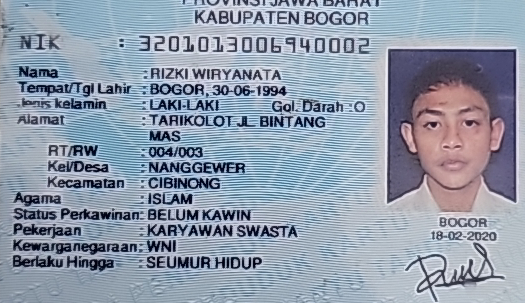 PROVINSI JAWA BARAT
KABUPATEN BOGOR
NIK : 3201013006940002
Nama : RIZKI WIRYANATA
Tempat/Tgl Lahir : BOGOR, 30-06-1994
Jenis kelamin : LAKI-LAKI Gol. Darah : O
Alamat : TARIKOLOT JL. BINTANG
MAS
RT/RW : 004/003
Kel/Desa : NANGGEWER
Kecamatan : CIBINONG
Agama : ISLAM
Status Perkawinan: BELUM KAWIN
Pekerjaan : KARYAWAN SWASTA
Kewarganegaraan: WNI
Berlaku Hingga : SEUMUR HIDUP
BOGOR
18-02-2020